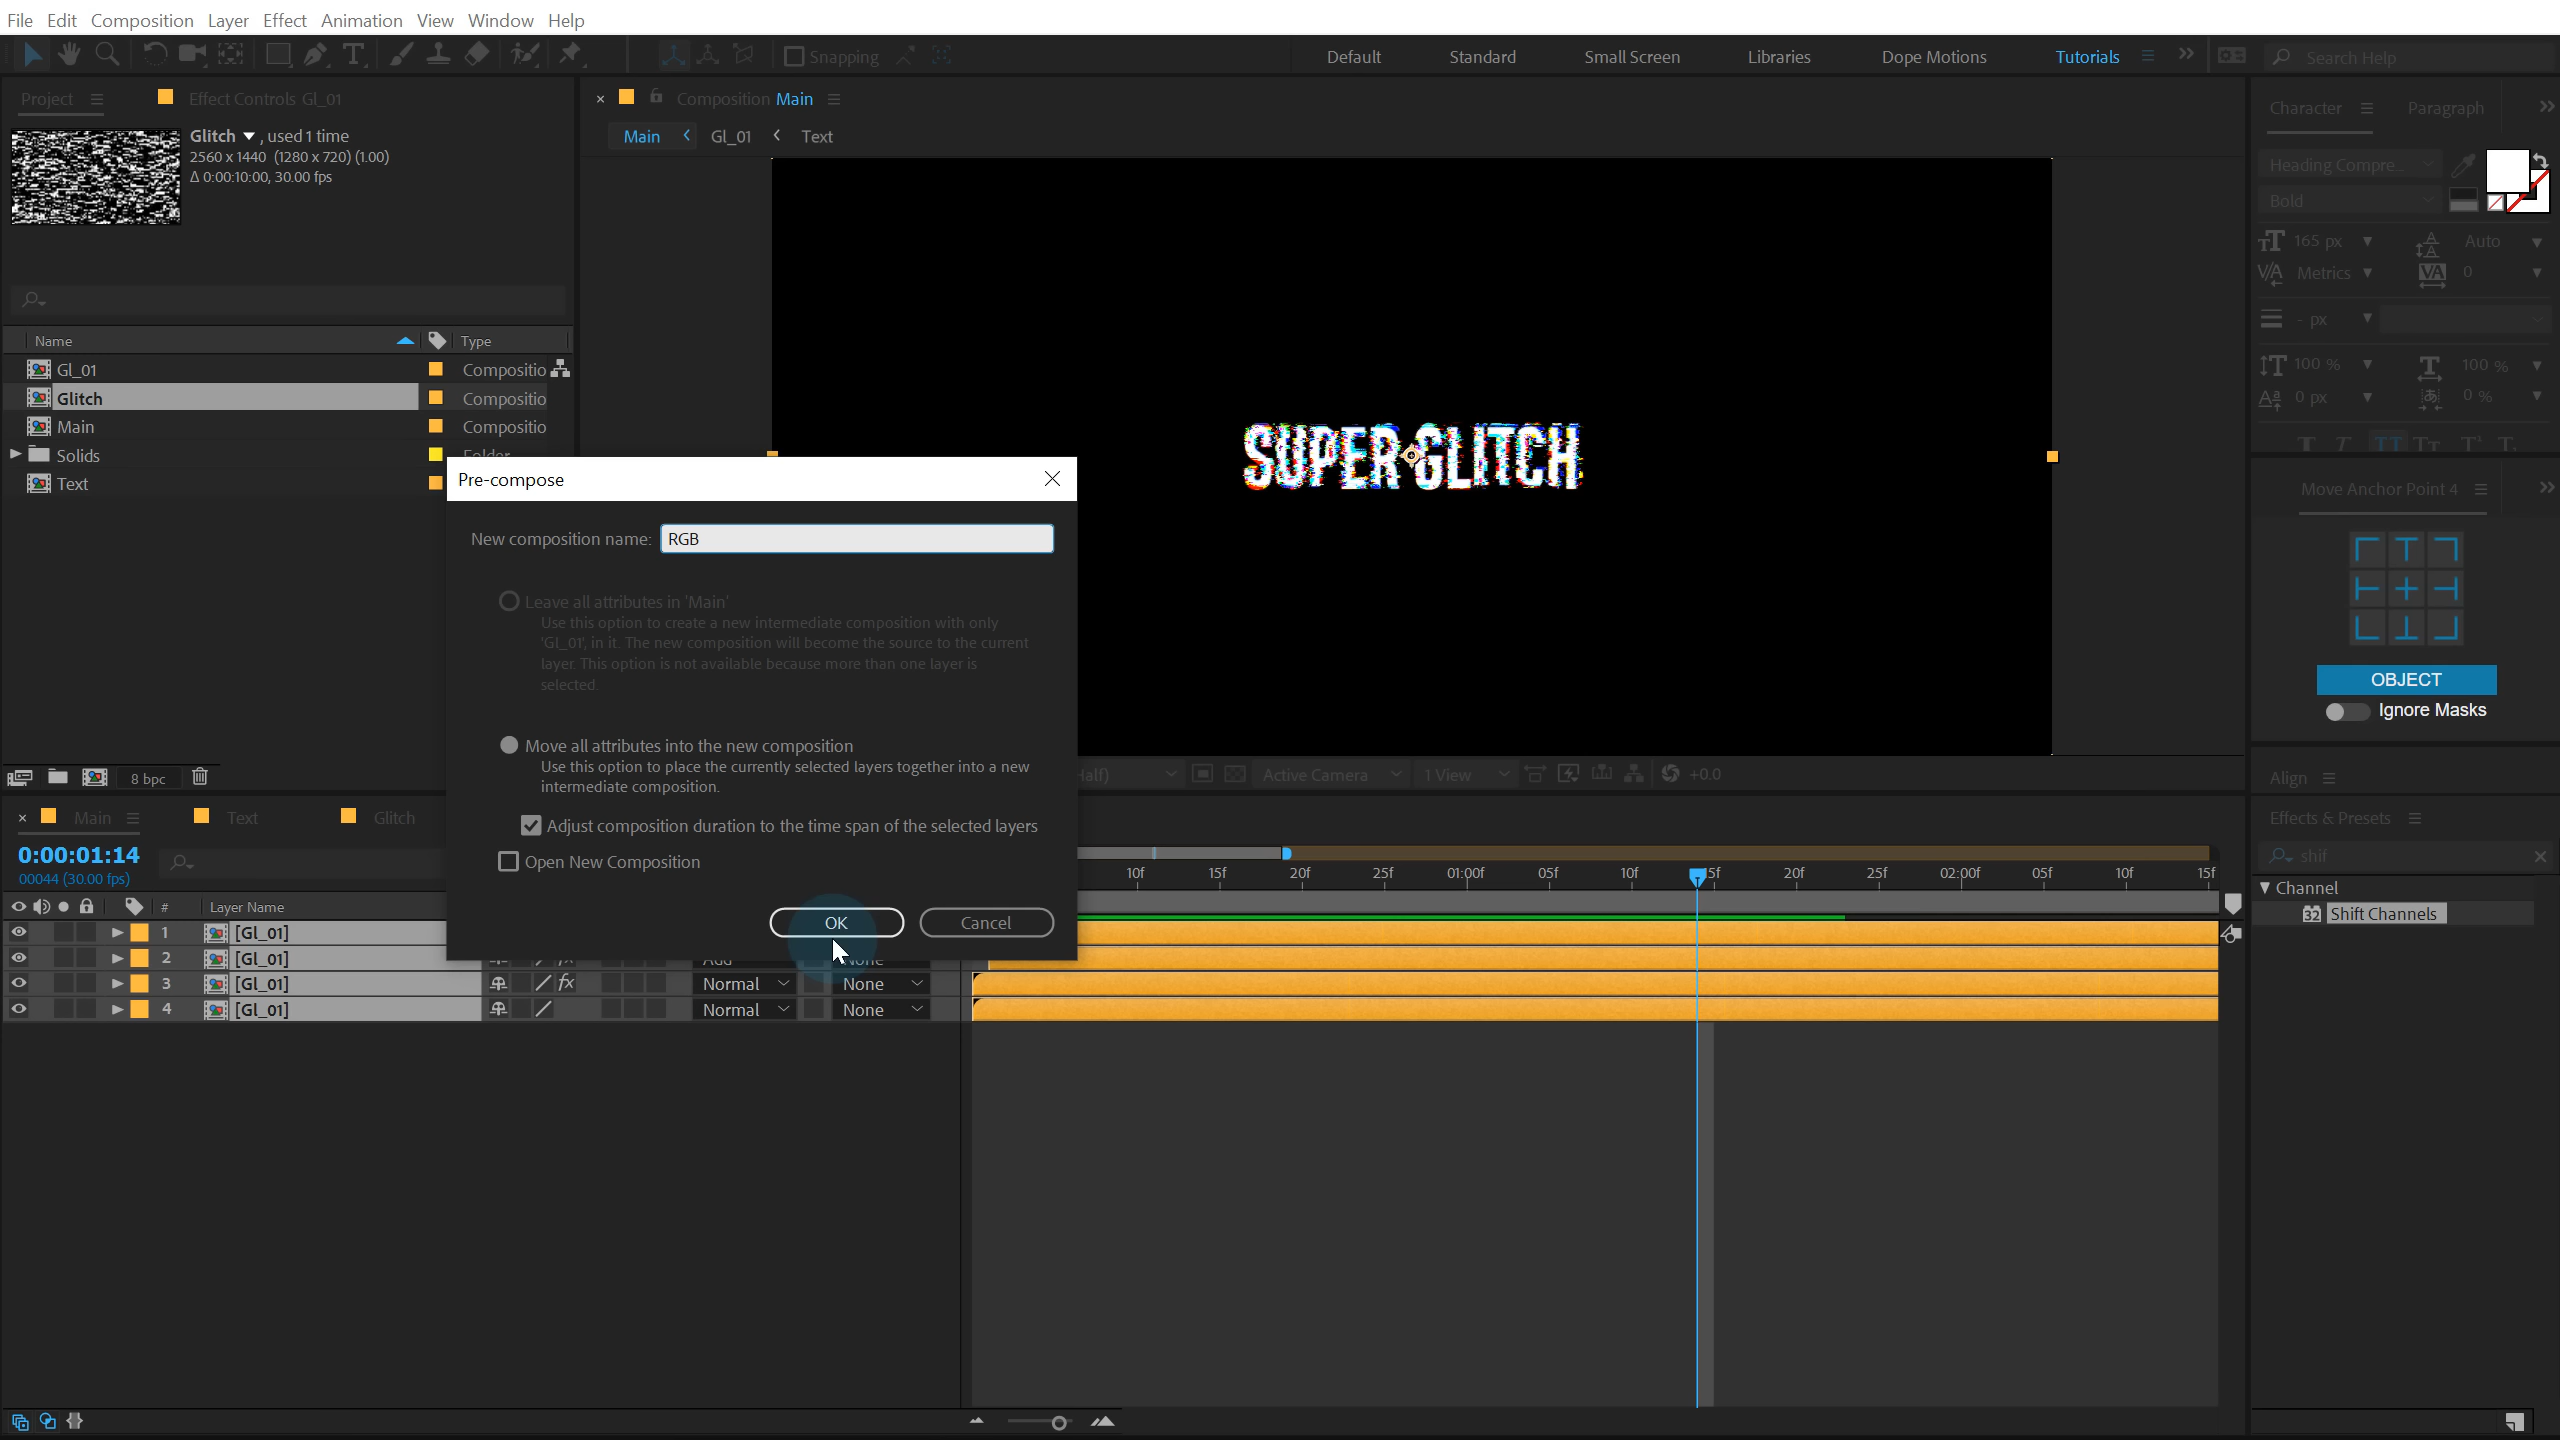 File Edit Composition Layer Effect Animation View Window Help
Snapping
Default Standard Small Screen Libraries Dope Motions Tutorials
Search Help
Project
Effect Controls Gl_01
Glitch , used 1 time
2560 x 1440 (1280 x 720) (1.00)
Δ 0:00:10:00, 30.00 fps
Name Type
Gl_01 Compositio
Glitch Compositio
Main Compositio
Solids Folder
Text
8 bpc
Composition Main
Main Gl_01 Text
SUPER GLITCH
Pre-compose
New composition name: RGB
Leave all attributes in 'Main'
Use this option to create a new intermediate composition with only
'Gl_01', in it. The new composition will become the source to the current
layer. This option is not available because more than one layer is
selected.
Move all attributes into the new composition
Use this option to place the currently selected layers together into a new
intermediate composition.
Adjust composition duration to the time span of the selected layers
Open New Composition
OK Cancel
Half) Active Camera 1 View +0.0
Character Paragraph
Heading Compre...
Bold
165 px Auto
Metrics 0
- px
100 % 100 %
0 px 0 %
Move Anchor Point 4
OBJECT
Ignore Masks
Align
Effects & Presets
shif
Channel
32 Shift Channels
Main Text Glitch
0:00:01:14
00044 (30.00 fps)
# Layer Name
10f 15f 20f 25f 01:00f 05f 10f 15f 20f 25f 02:00f 05f 10f 15f
1 [Gl_01]
2 [Gl_01] Add None
3 [Gl_01] fx Normal None
4 [Gl_01] Normal None